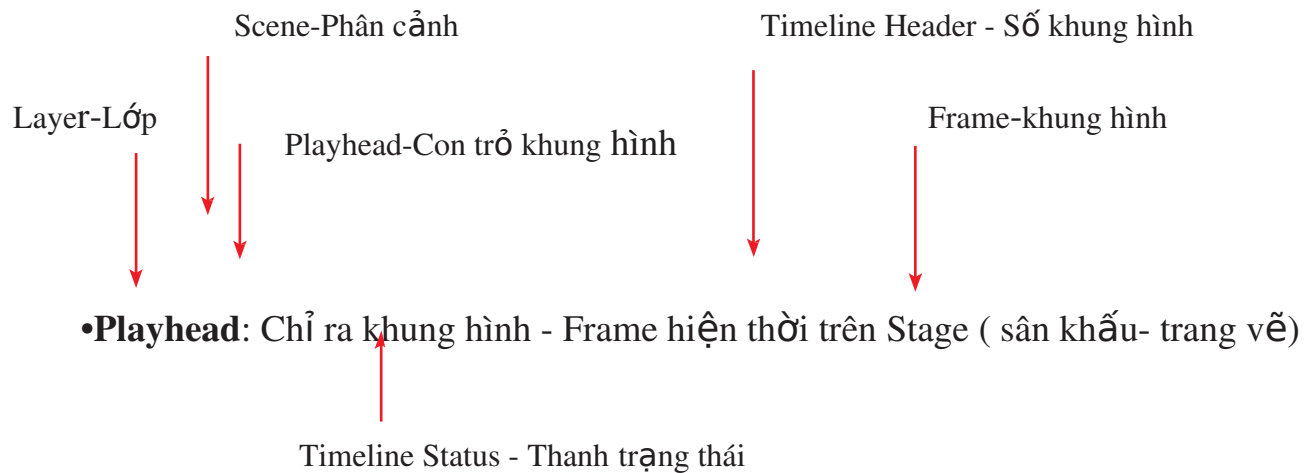 Scene-Phân cảnh
Timeline Header - Số khung hình
Layer-Lớp
Frame-khung hình
Playhead-Con trỏ khung hình
•Playhead: Chỉ ra khung hình - Frame hiện thời trên Stage ( sân khấu- trang vẽ)
Timeline Status - Thanh trạng thái